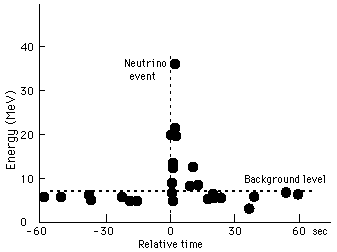 40
Neutrino
event
30
Energy (MeV)
20
10
Background level
0
-60
-30
0
30
60
sec
Relative time